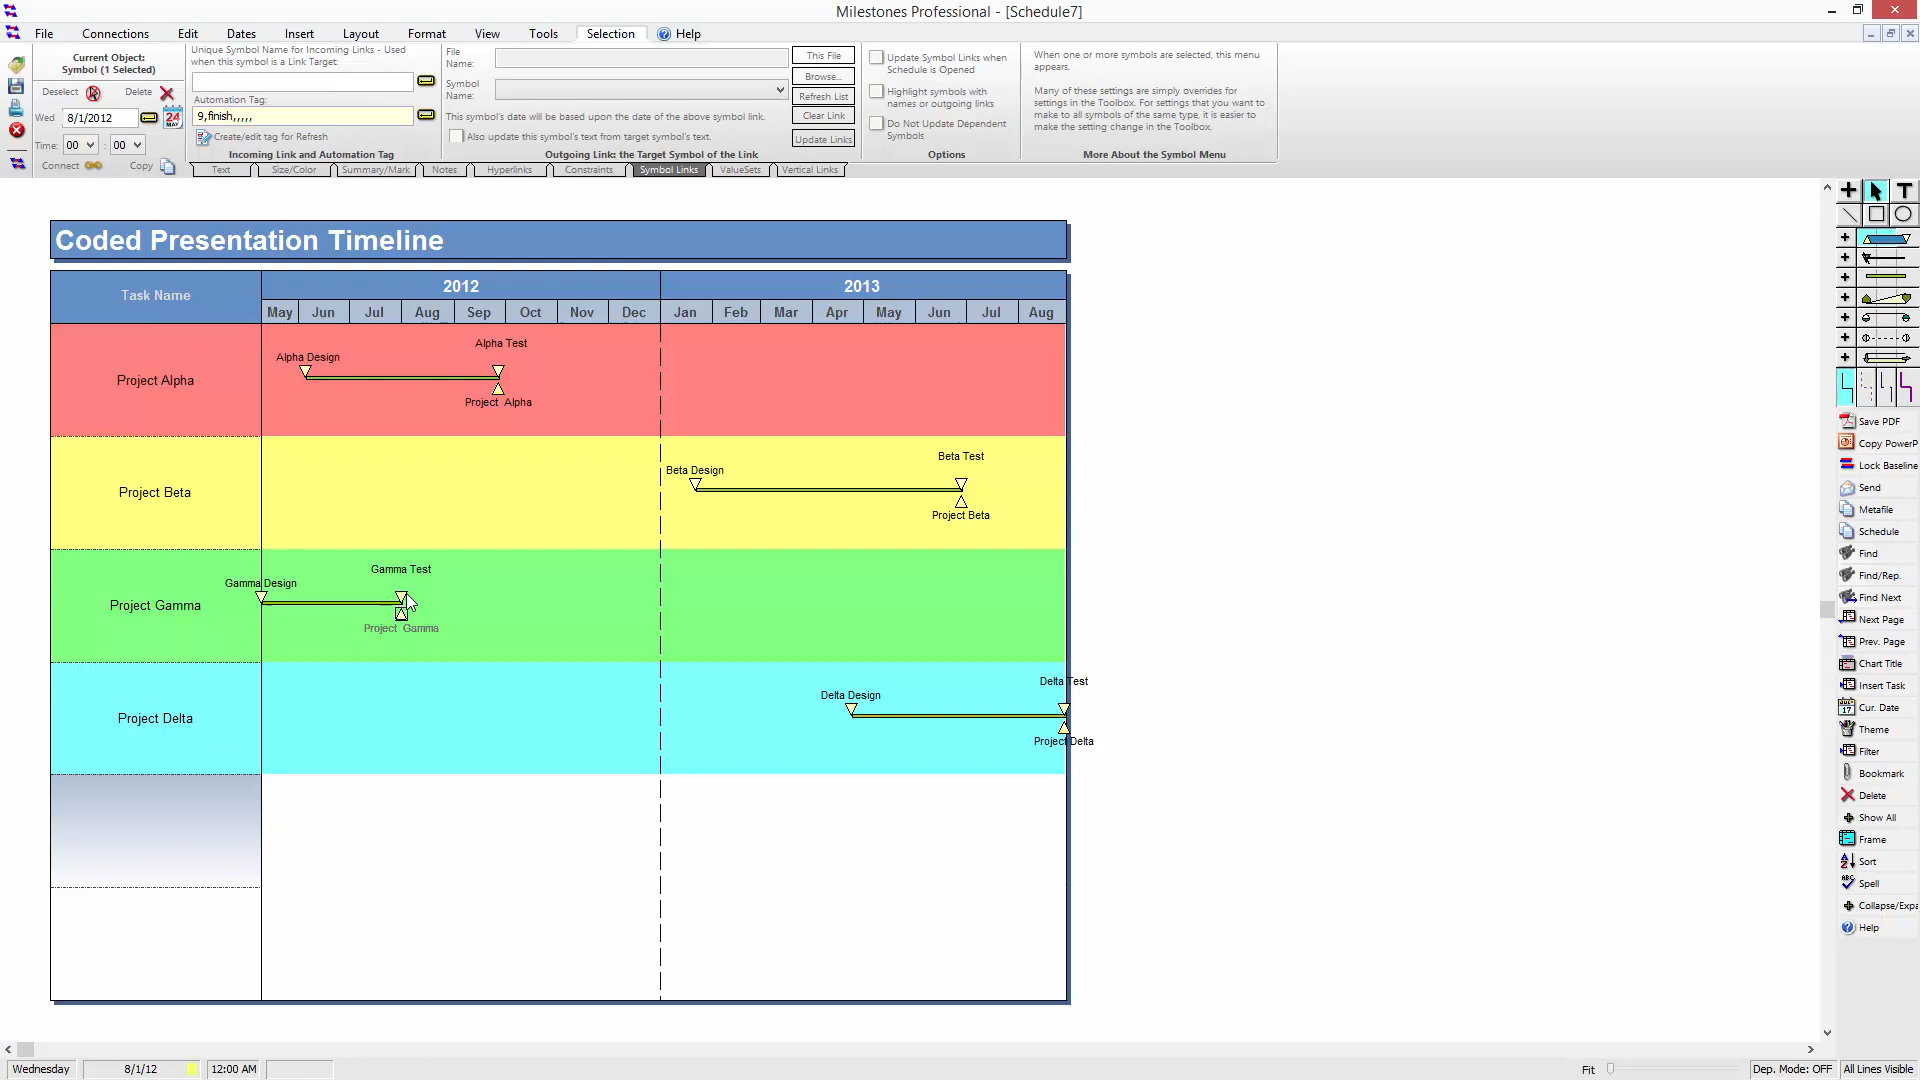 Milestones Professional - [Schedule7]
File Connections Edit Dates Insert Layout Format View Tools Selection Help
Current Object:
Symbol (1 Selected)
Deselect Delete
Wed 8/1/2012 24 MAY
Time: 00 : 00
Connect Copy
Unique Symbol Name for Incoming Links - Used
when this symbol is a Link Target:
Automation Tag:
9,finish,,,,,
Create/edit tag for Refresh
Incoming Link and Automation Tag
File
Name:
Symbol
Name:
This symbol's date will be based upon the date of the above symbol link.
Also update this symbol's text from target symbol's text.
Outgoing Link: the Target Symbol of the Link
This File
Browse...
Refresh List
Clear Link
Update Links
Update Symbol Links when
Schedule is Opened
Highlight symbols with
names or outgoing links
Do Not Update Dependent
Symbols
Options
When one or more symbols are selected, this menu
appears.
Many of these settings are simply overrides for
settings in the Toolbox. For settings that you want to
make to all symbols of the same type, it is easier to
make the setting change in the Toolbox.
More About the Symbol Menu
Text Size/Color Summary/Mark Notes Hyperlinks Constraints Symbol Links ValueSets Vertical Links
Coded Presentation Timeline
Task Name
2012 2013
May Jun Jul Aug Sep Oct Nov Dec Jan Feb Mar Apr May Jun Jul Aug
Project Alpha
Alpha Design
Alpha Test
Project Alpha
Project Beta
Beta Design
Beta Test
Project Beta
Project Gamma
Gamma Design
Gamma Test
Project Gamma
Project Delta
Delta Design
Delta Test
Project Delta
T
Save PDF
Copy PowerP
Lock Baseline
Send
Metafile
Schedule
Find
Find/Rep.
Find Next
Next Page
Prev. Page
Chart Title
Insert Task
Cur. Date
Theme
Filter
Bookmark
Delete
Show All
Frame
Sort
Spell
Collapse/Expa
Help
Wednesday 8/1/12 12:00 AM Fit Dep. Mode: OFF All Lines Visible